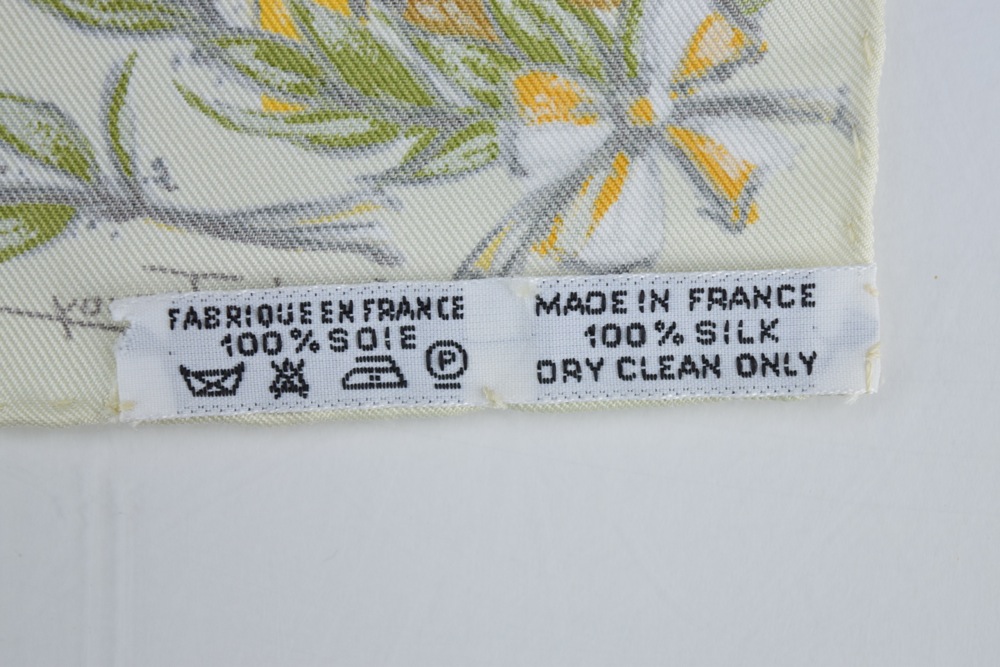 FABRIQUE EN FRANCE
100% SOIE
P
MADE IN FRANCE
100% SILK
DRY CLEAN ONLY